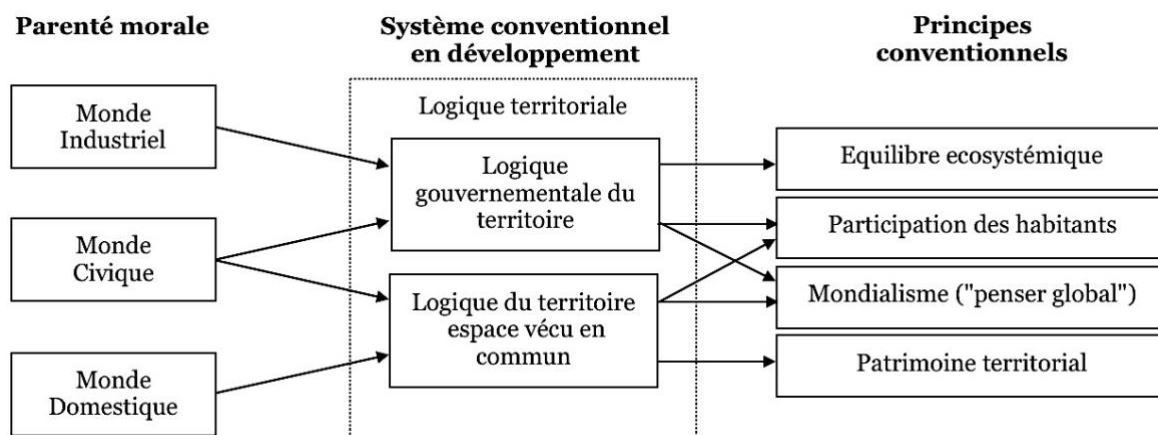 Parenté morale
Système conventionnel
en développement
Principes
conventionnels
Monde
Industriel
Monde
Civique
Monde
Domestique
Logique territoriale
Logique
gouvernementale du
territoire
Logique du territoire
espace vécu en
commun
Equilibre ecosystémique
Participation des habitants
Mondialisme ("penser global")
Patrimoine territorial